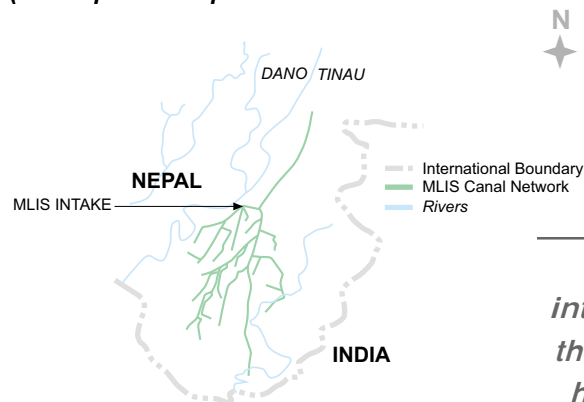 N
DANO TINAU
NEPAL
MLIS INTAKE
International Boundary
MLIS Canal Network
Rivers
INDIA